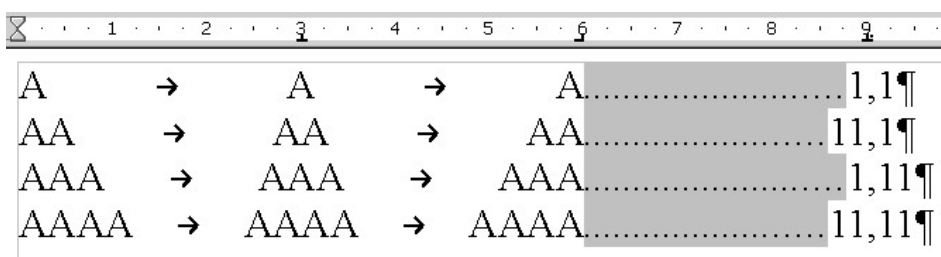 1 2 3 4 5 6 7 8 9
A → A → A........................1,1¶
AA → AA → AA......................11,1¶
AAA → AAA → AAA........................1,11¶
AAAA → AAAA → AAAA......................11,11¶